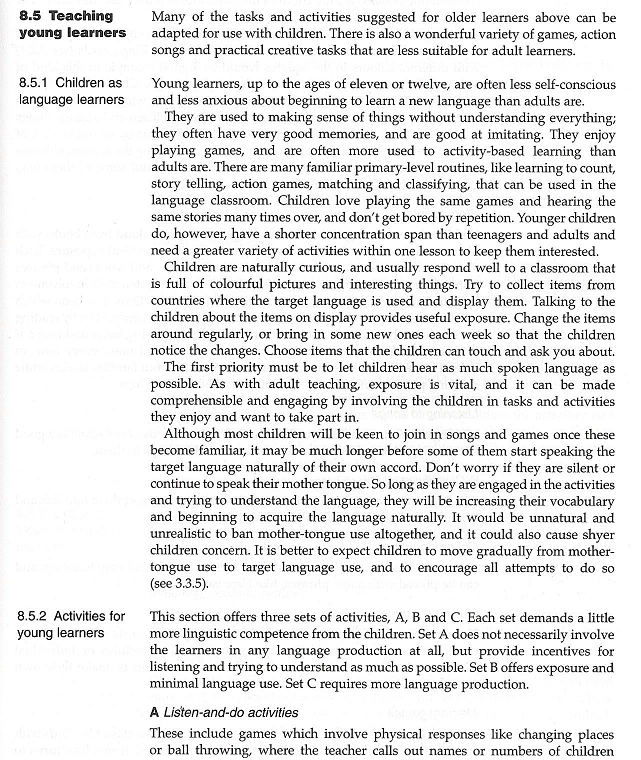 8.5 Teaching
young learners
Many of the tasks and activities suggested for older learners above can be
adapted for use with children. There is also a wonderful variety of games, action
songs and practical creative tasks that are less suitable for adult learners.
8.5.1 Children as
language learners
Young learners, up to the ages of eleven or twelve, are often less self-conscious
and less anxious about beginning to learn a new language than adults are.
They are used to making sense of things without understanding everything;
they often have very good memories, and are good at imitating. They enjoy
playing games, and are often more used to activity-based learning than
adults are. There are many familiar primary-level routines, like learning to count,
story telling, action games, matching and classifying, that can be used in the
language classroom. Children love playing the same games and hearing the
same stories many times over, and don't get bored by repetition. Younger children
do, however, have a shorter concentration span than teenagers and adults and
need a greater variety of activities within one lesson to keep them interested.
Children are naturally curious, and usually respond well to a classroom that
is full of colourful pictures and interesting things. Try to collect items from
countries where the target language is used and display them. Talking to the
children about the items on display provides useful exposure. Change the items
around regularly, or bring in some new ones each week so that the children
notice the changes. Choose items that the children can touch and ask you about.
The first priority must be to let children hear as much spoken language as
possible. As with adult teaching, exposure is vital, and it can be made
comprehensible and engaging by involving the children in tasks and activities
they enjoy and want to take part in.
Although most children will be keen to join in songs and games once these
become familiar, it may be much longer before some of them start speaking the
target language naturally of their own accord. Don't worry if they are silent or
continue to speak their mother tongue. So long as they are engaged in the activities
and trying to understand the language, they will be increasing their vocabulary
and beginning to acquire the language naturally. It would be unnatural and
unrealistic to ban mother-tongue use altogether, and it could also cause shyer
children concern. It is better to expect children to move gradually from mother-
tongue use to target language use, and to encourage all attempts to do so
(see 3.3.5).
8.5.2 Activities for
young learners
This section offers three sets of activities, A, B and C. Each set demands a little
more linguistic competence from the children. Set A does not necessarily involve
the learners in any language production at all, but provide incentives for
listening and trying to understand as much as possible. Set B offers exposure and
minimal language use. Set C requires more language production.
A Listen-and-do activities
These include games which involve physical responses like changing places
or ball throwing, where the teacher calls out names or numbers of children